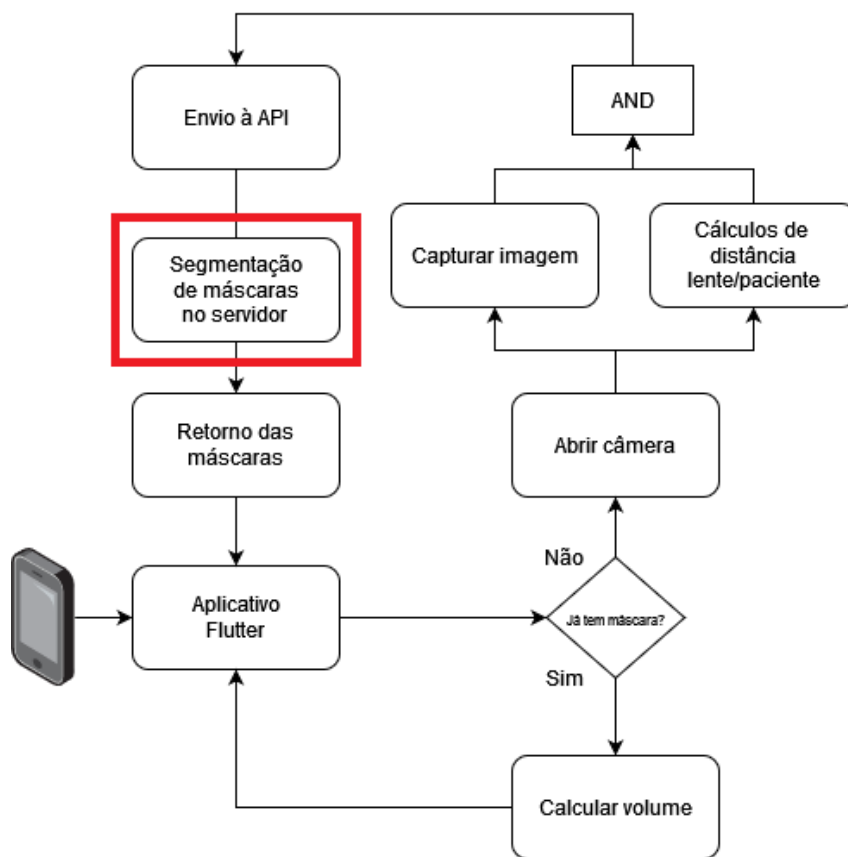 Envio à API
AND
Segmentação
de máscaras
no servidor
Capturar imagem
Cálculos de
distância
lente/paciente
Retorno das
máscaras
Abrir câmera
Não
Aplicativo
Flutter
Já tem máscara?
Sim
Calcular volume